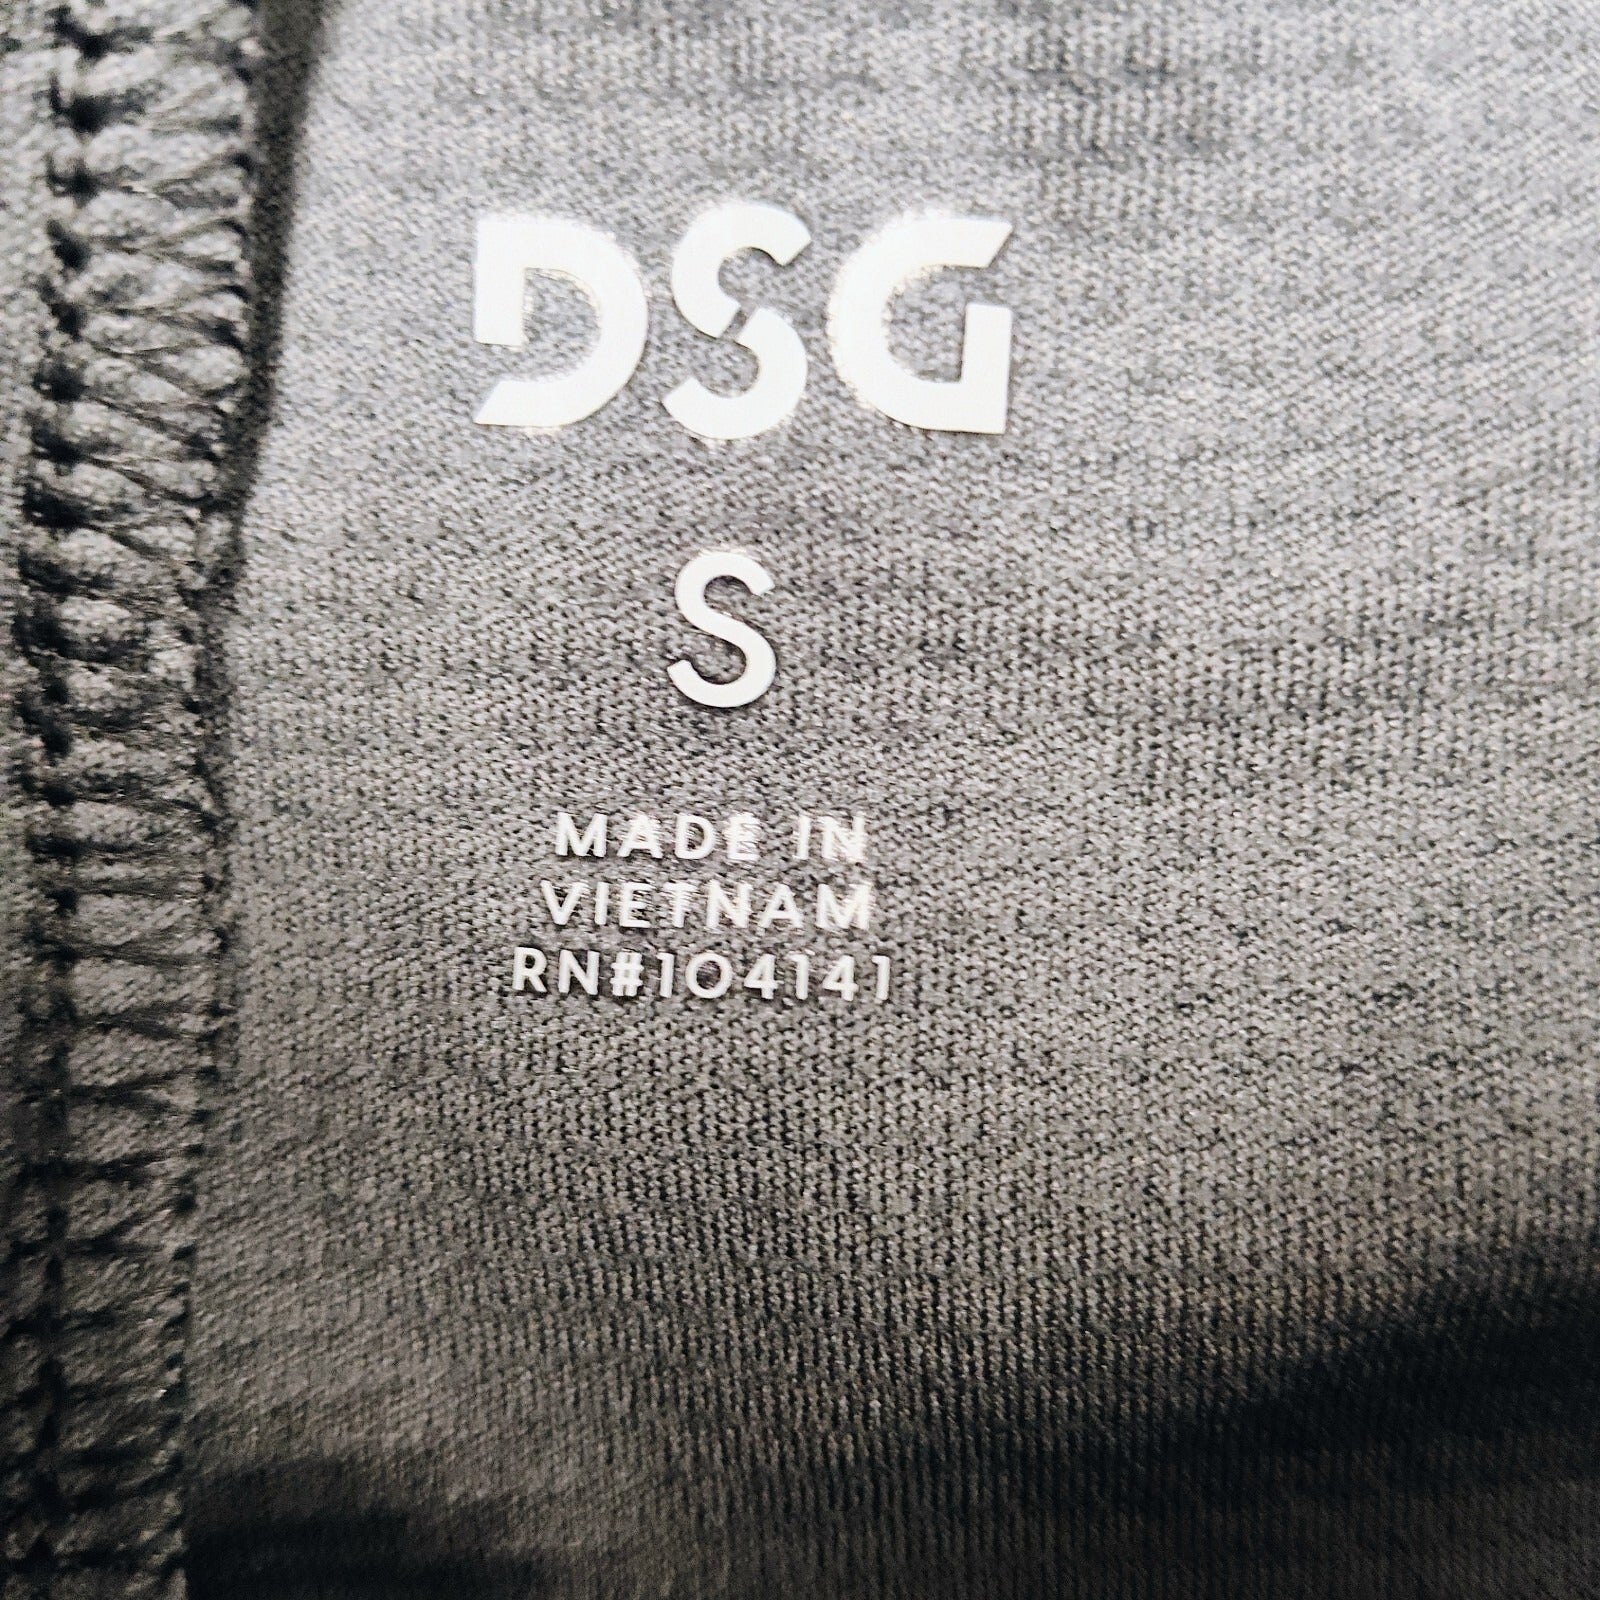 DSG
S
MADE IN
VIETNAM
RN#104141